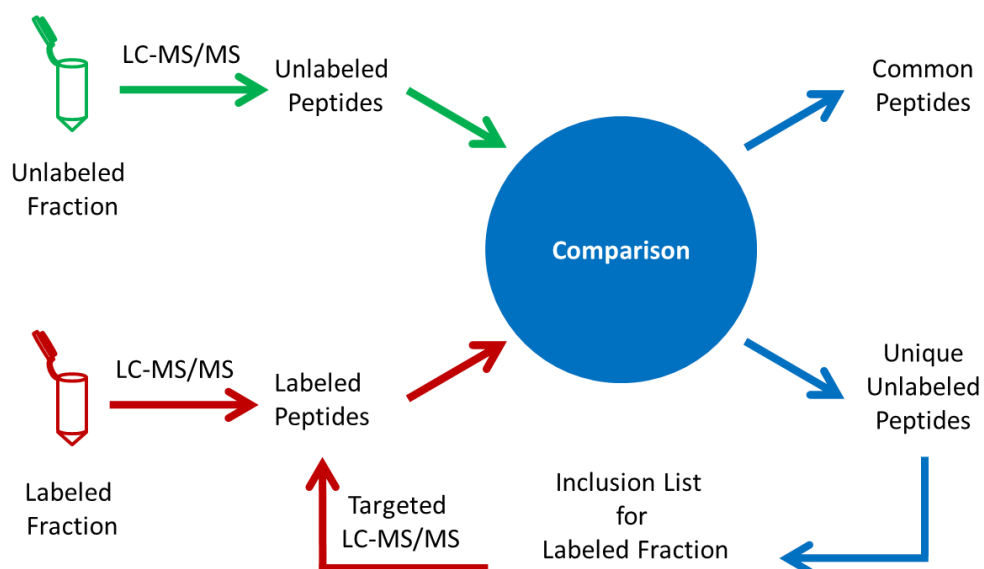 LC-MS/MS
Unlabeled
Peptides
Common
Peptides
Unlabeled
Fraction
Comparison
LC-MS/MS
Labeled
Peptides
Unique
Unlabeled
Peptides
Labeled
Fraction
Targeted
LC-MS/MS
Inclusion List
for
Labeled Fraction